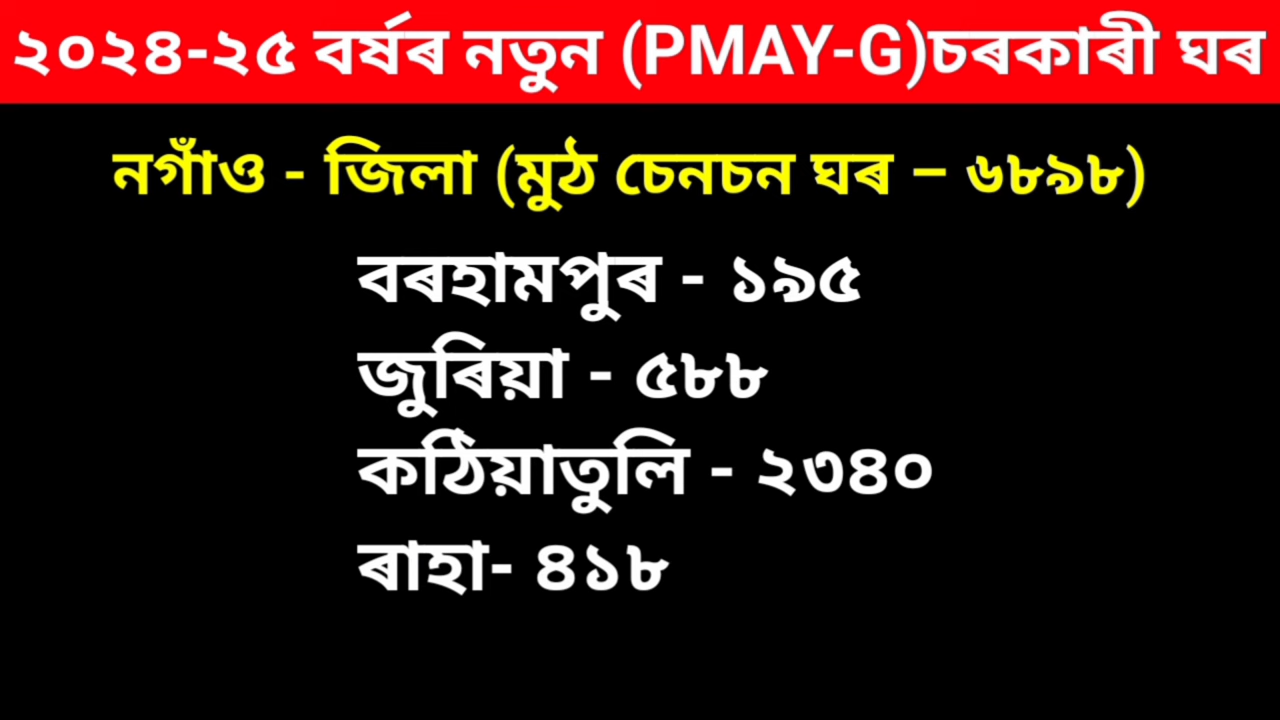 ২০২৪-২৫ বৰ্ষৰ নতুন (PMAY-G)চৰকাৰী ঘৰ
নগাঁও - জিলা (মুঠ চেনচন ঘৰ – ৬৮৯৮)
বৰহামপুৰ - ১৯৫
জুৰিয়া - ৫৮৮
কঠিয়াতুলি - ২৩৪০
ৰাহা- ৪১৮